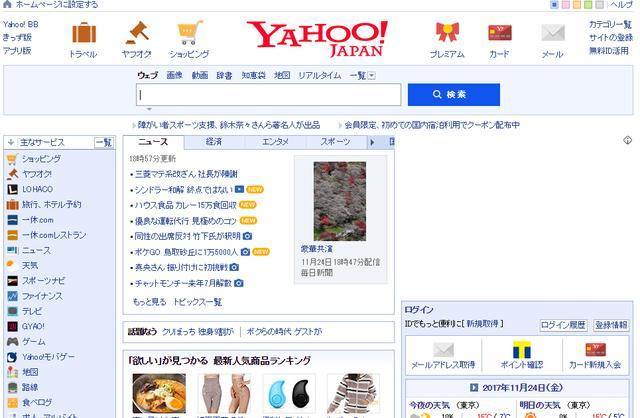 ホームページに設定する
ヘルプ
Yahoo! BB
きっず版
アプリ版
トラベル
ヤフオク!
ショッピング
YAHOO!
JAPAN
プレミアム
カード
メール
カテゴリ一覧
サイトの登録
無料ID活用
ウェブ 画像 動画 辞書 知恵袋 地図 リアルタイム 一覧
検索
障がい者スポーツ支援、鈴木奈々さんら著名人が出品
会員限定、初めての国内宿泊利用でクーポン配布中
主なサービス 一覧
ショッピング
ヤフオク!
LOHACO
旅行、ホテル予約
一休.com
一休.comレストラン
ニュース
天気
スポーツナビ
ファイナンス
テレビ
GYAO!
ゲーム
Yahoo!モバゲー
地図
路線
食べログ
求人、アルバイト
ニュース 経済 エンタメ スポーツ
18時57分更新
三菱マテ系改ざん 社長が陳謝
シンドラー和解 終点ではない NEW
ハウス食品 カレー15万食回収 NEW
優良な運転代行 見極めのコツ NEW
同性の出席反対 竹下氏が釈明
ポケGO 鳥取砂丘に1万5000人 NEW
真央さん 振り付けに初挑戦
チャットモンチー来年7月解散
もっと見る トピックス一覧
豪華共演
11月24日18時47分配信
毎日新聞
話題なう クリぼっち 独身9割が ボクらの時代 ゲストが
「欲しい」が見つかる 最新人気商品ランキング
ログイン
IDでもっと便利に[ 新規取得 ]
ログイン履歴 登録情報
メールアドレス取得
ポイント確認
カード新規入会
2017年11月24日(金)
今夜の天気 (東京)
明日の天気 (東京)
15℃/ 7℃